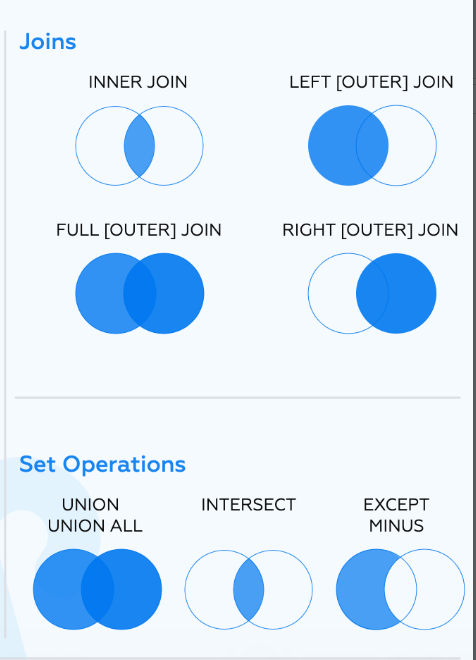 Joins
INNER JOIN
LEFT [OUTER] JOIN
FULL [OUTER] JOIN
RIGHT [OUTER] JOIN
Set Operations
UNION
UNION ALL
INTERSECT
EXCEPT
MINUS